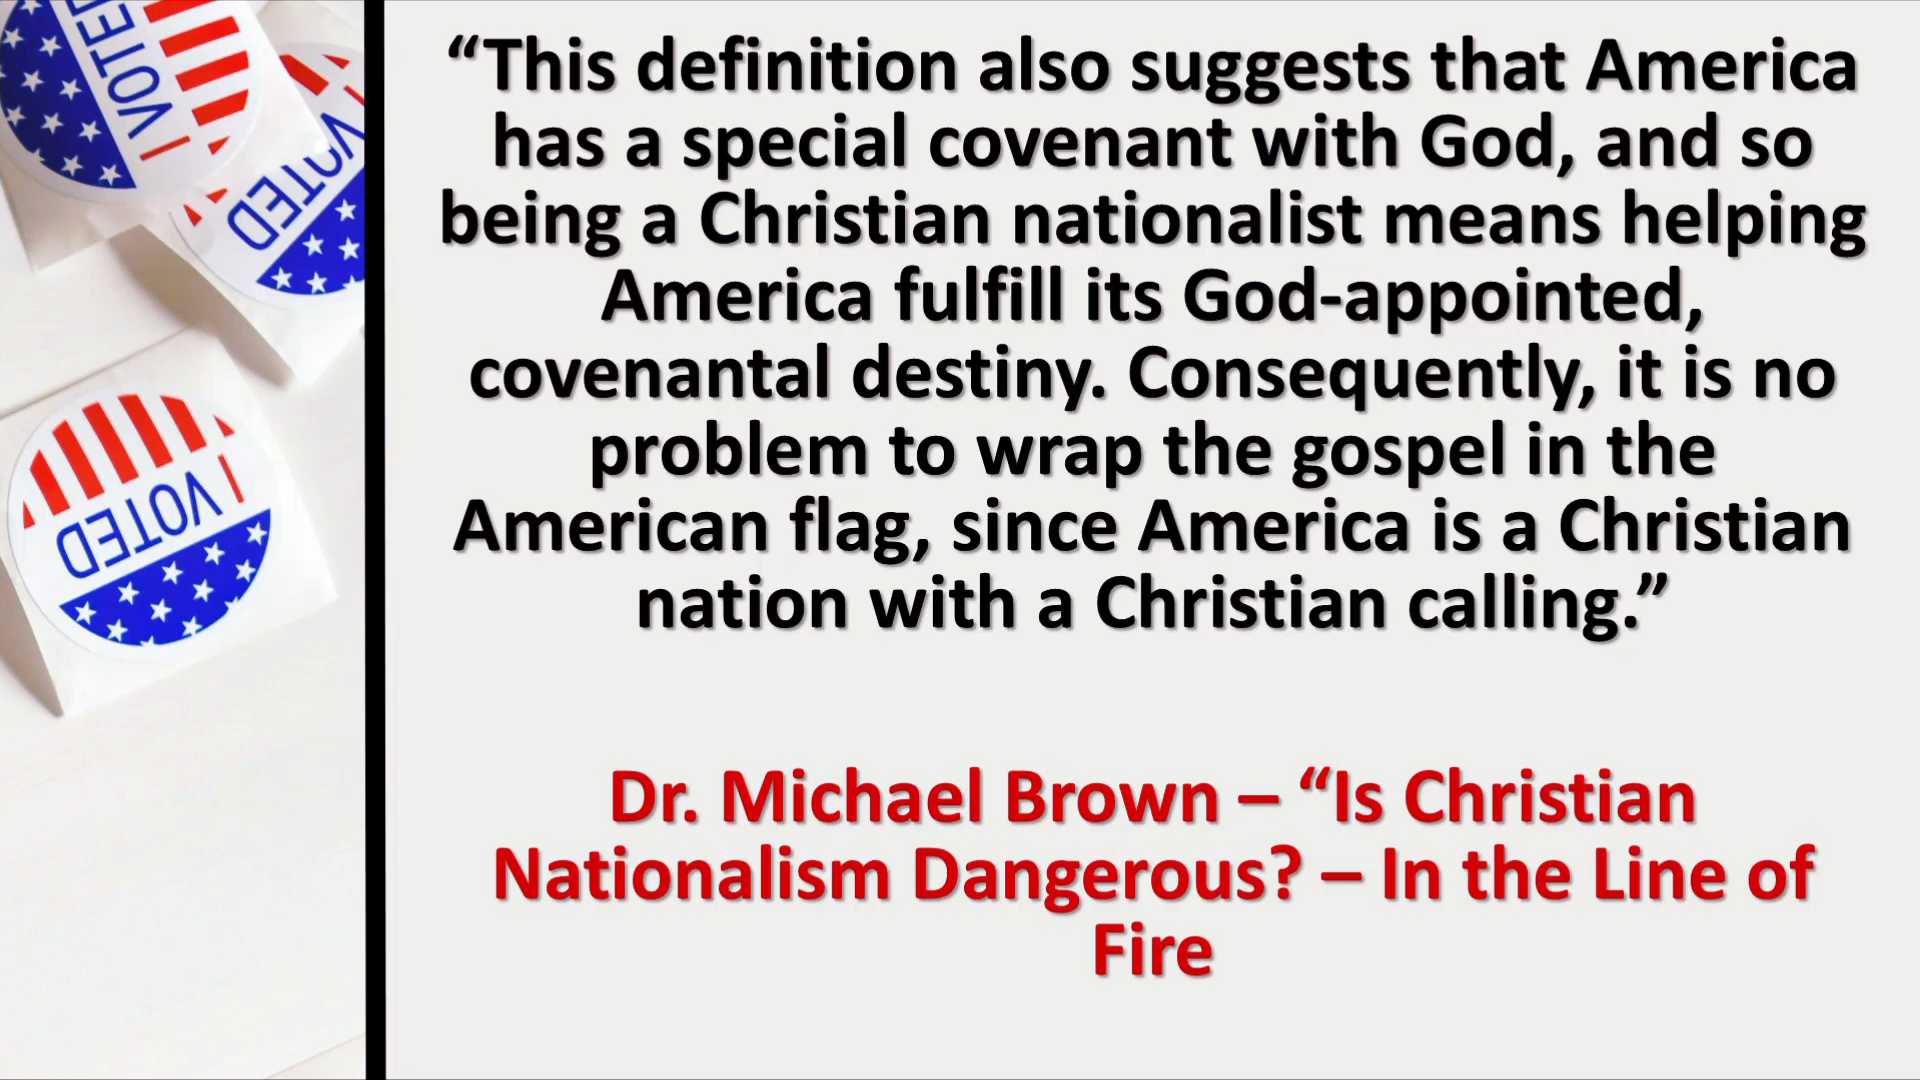 I VOTED
VOTED
I VOTED
“This definition also suggests that America
has a special covenant with God, and so
being a Christian nationalist means helping
America fulfill its God-appointed,
covenantal destiny. Consequently, it is no
problem to wrap the gospel in the
American flag, since America is a Christian
nation with a Christian calling.”
Dr. Michael Brown – “Is Christian
Nationalism Dangerous? – In the Line of
Fire